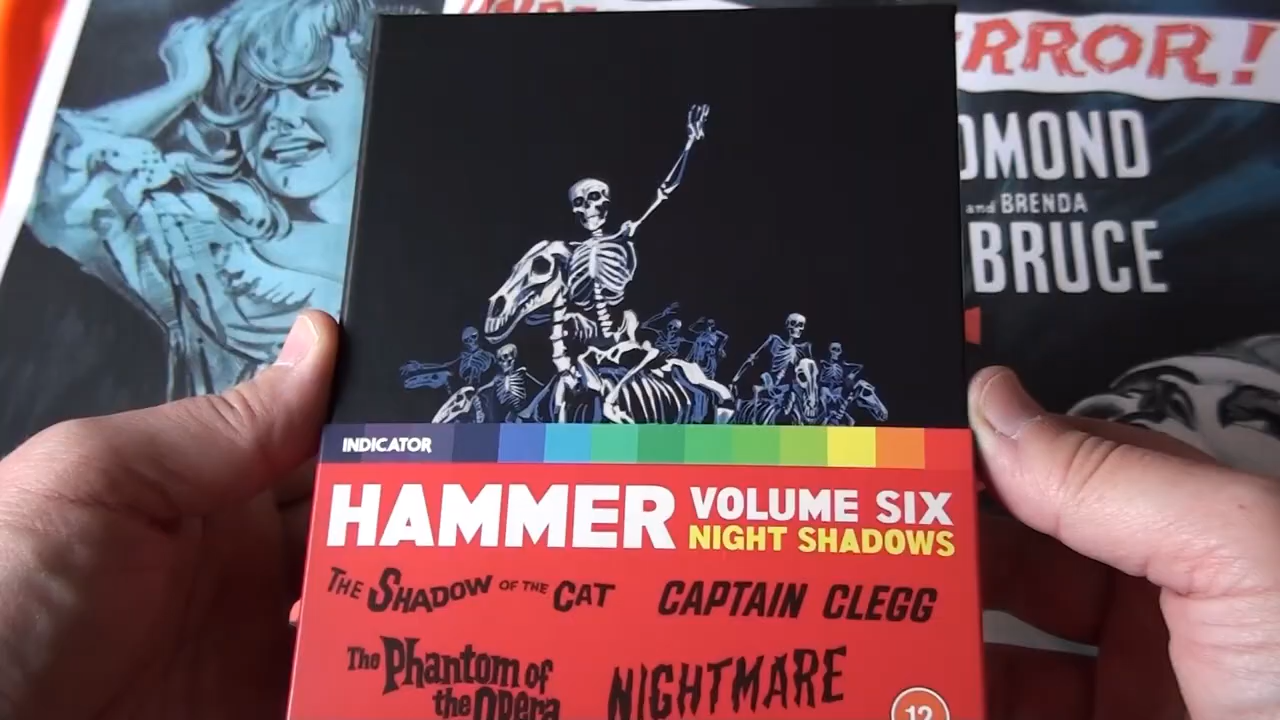 RROR!
DMOND
and BRENDA
BRUCE
INDICATOR
HAMMER VOLUME SIX
NIGHT SHADOWS
THE SHADOW OF THE CAT
CAPTAIN CLEGG
The Phantom of
the Opera
NIGHTMARE
12